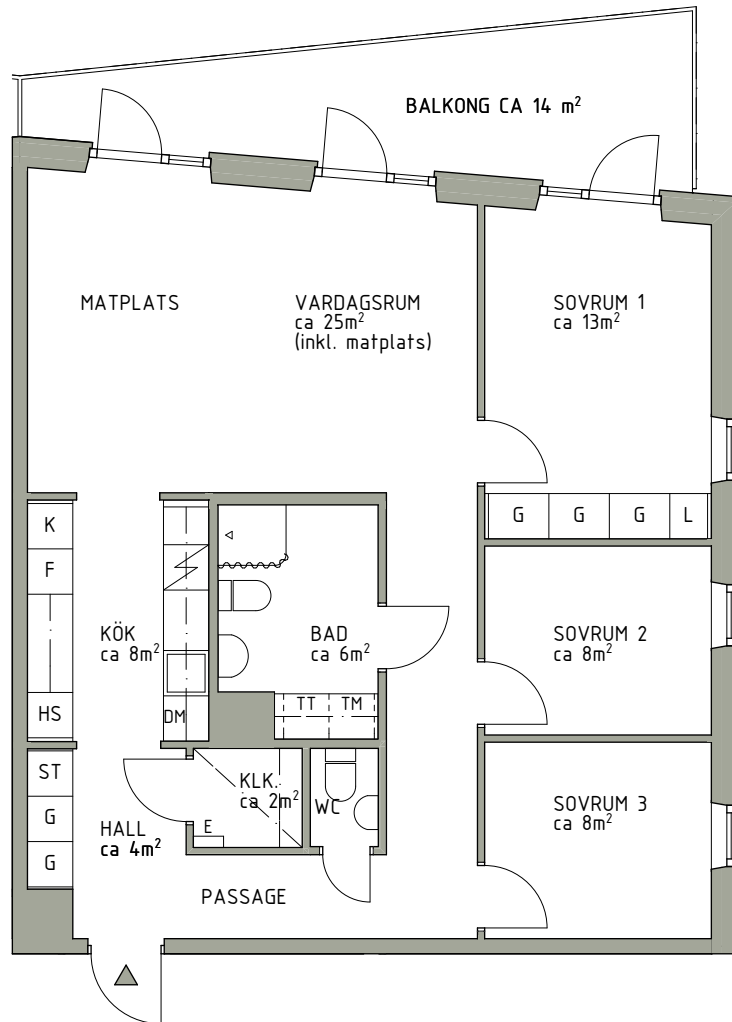 BALKONG CA 14 m²
MATPLATS
VARDAGSRUM
ca 25m²
(inkl. matplats)
SOVRUM 1
ca 13m²
G
G
G
L
K
F
KÖK
ca 8m²
HS
DM
BAD
ca 6m²
TT
TM
SOVRUM 2
ca 8m²
ST
G
G
HALL
ca 4m²
KLK.
ca 2m²
E
WC
SOVRUM 3
ca 8m²
PASSAGE